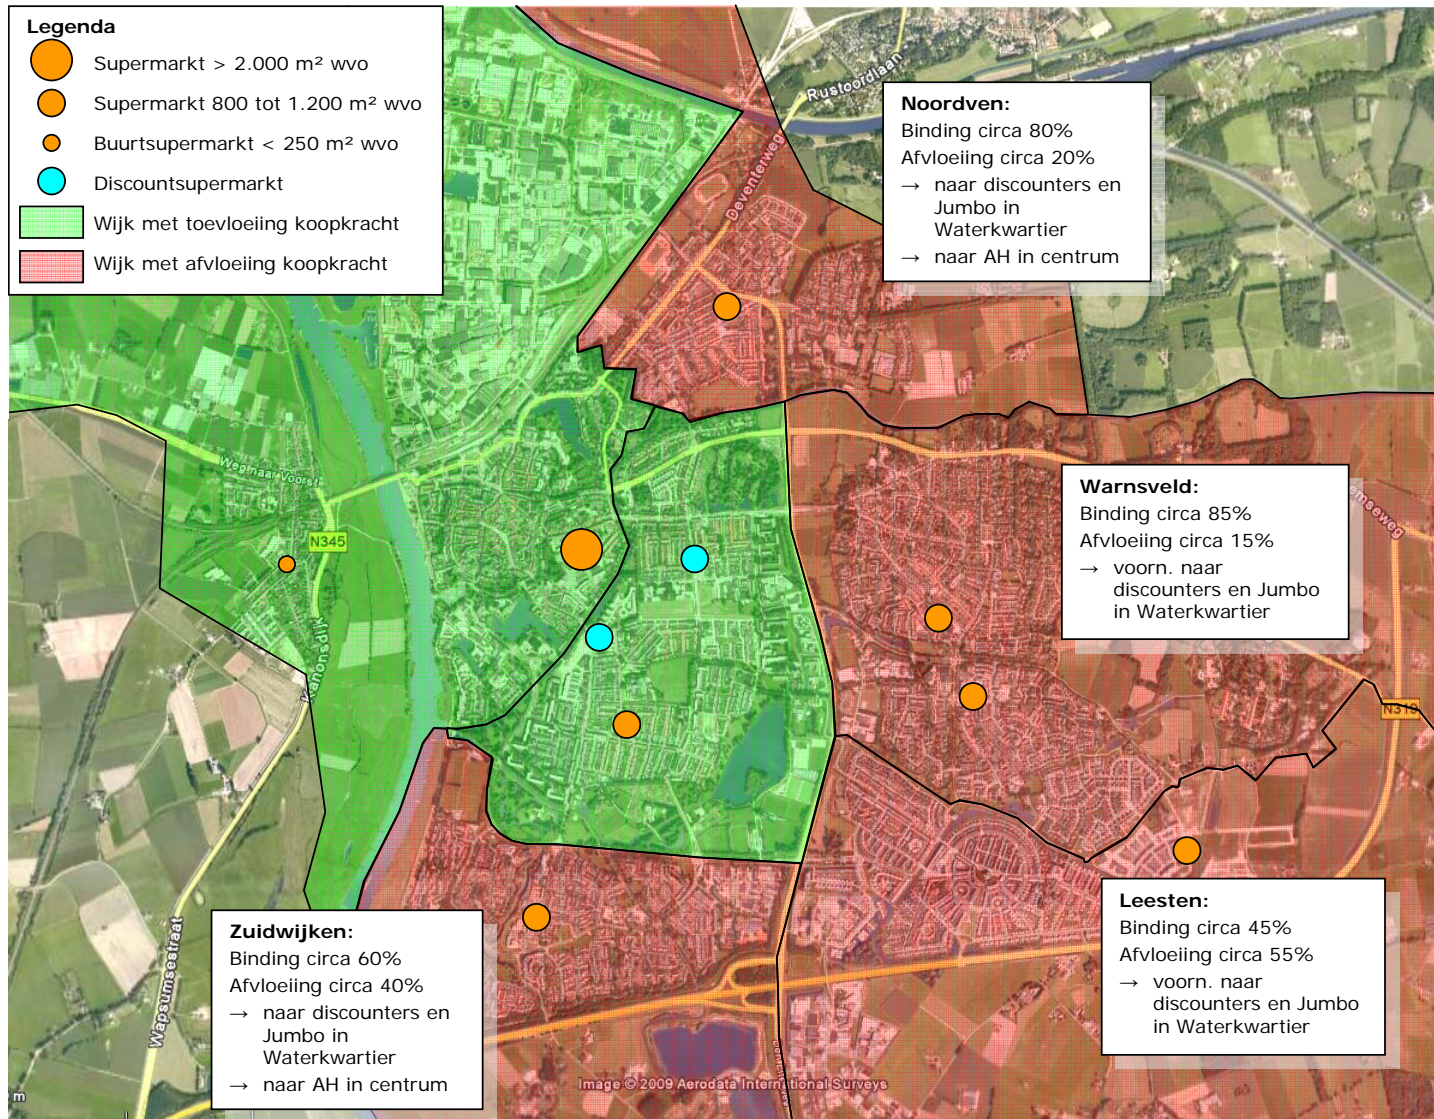 Legenda
Supermarkt > 2.000 m² wvo
Supermarkt 800 tot 1.200 m² wvo
Buurtsupermarkt < 250 m² wvo
Discountsupermarkt
Wijk met toevloeiing koopkracht
Wijk met afvloeiing koopkracht
Rustoordlaan
Deventerweg
Noordven:
Binding circa 80%
Afvloeiing circa 20%
→ naar discounters en
Jumbo in
Waterkwartier
→ naar AH in centrum
Weg naar Voorst
N345
Kanonsdijk
Warnsveld:
Binding circa 85%
Afvloeiing circa 15%
→ voorn. naar
discounters en Jumbo
in Waterkwartier
emseweg
N319
Leesten:
Binding circa 45%
Afvloeiing circa 55%
→ voorn. naar
discounters en Jumbo
in Waterkwartier
Zuidwijken:
Binding circa 60%
Afvloeiing circa 40%
→ naar discounters en
Jumbo in
Waterkwartier
→ naar AH in centrum
Wapsumsestraat
m
Image © 2009 Aerodata International Surveys